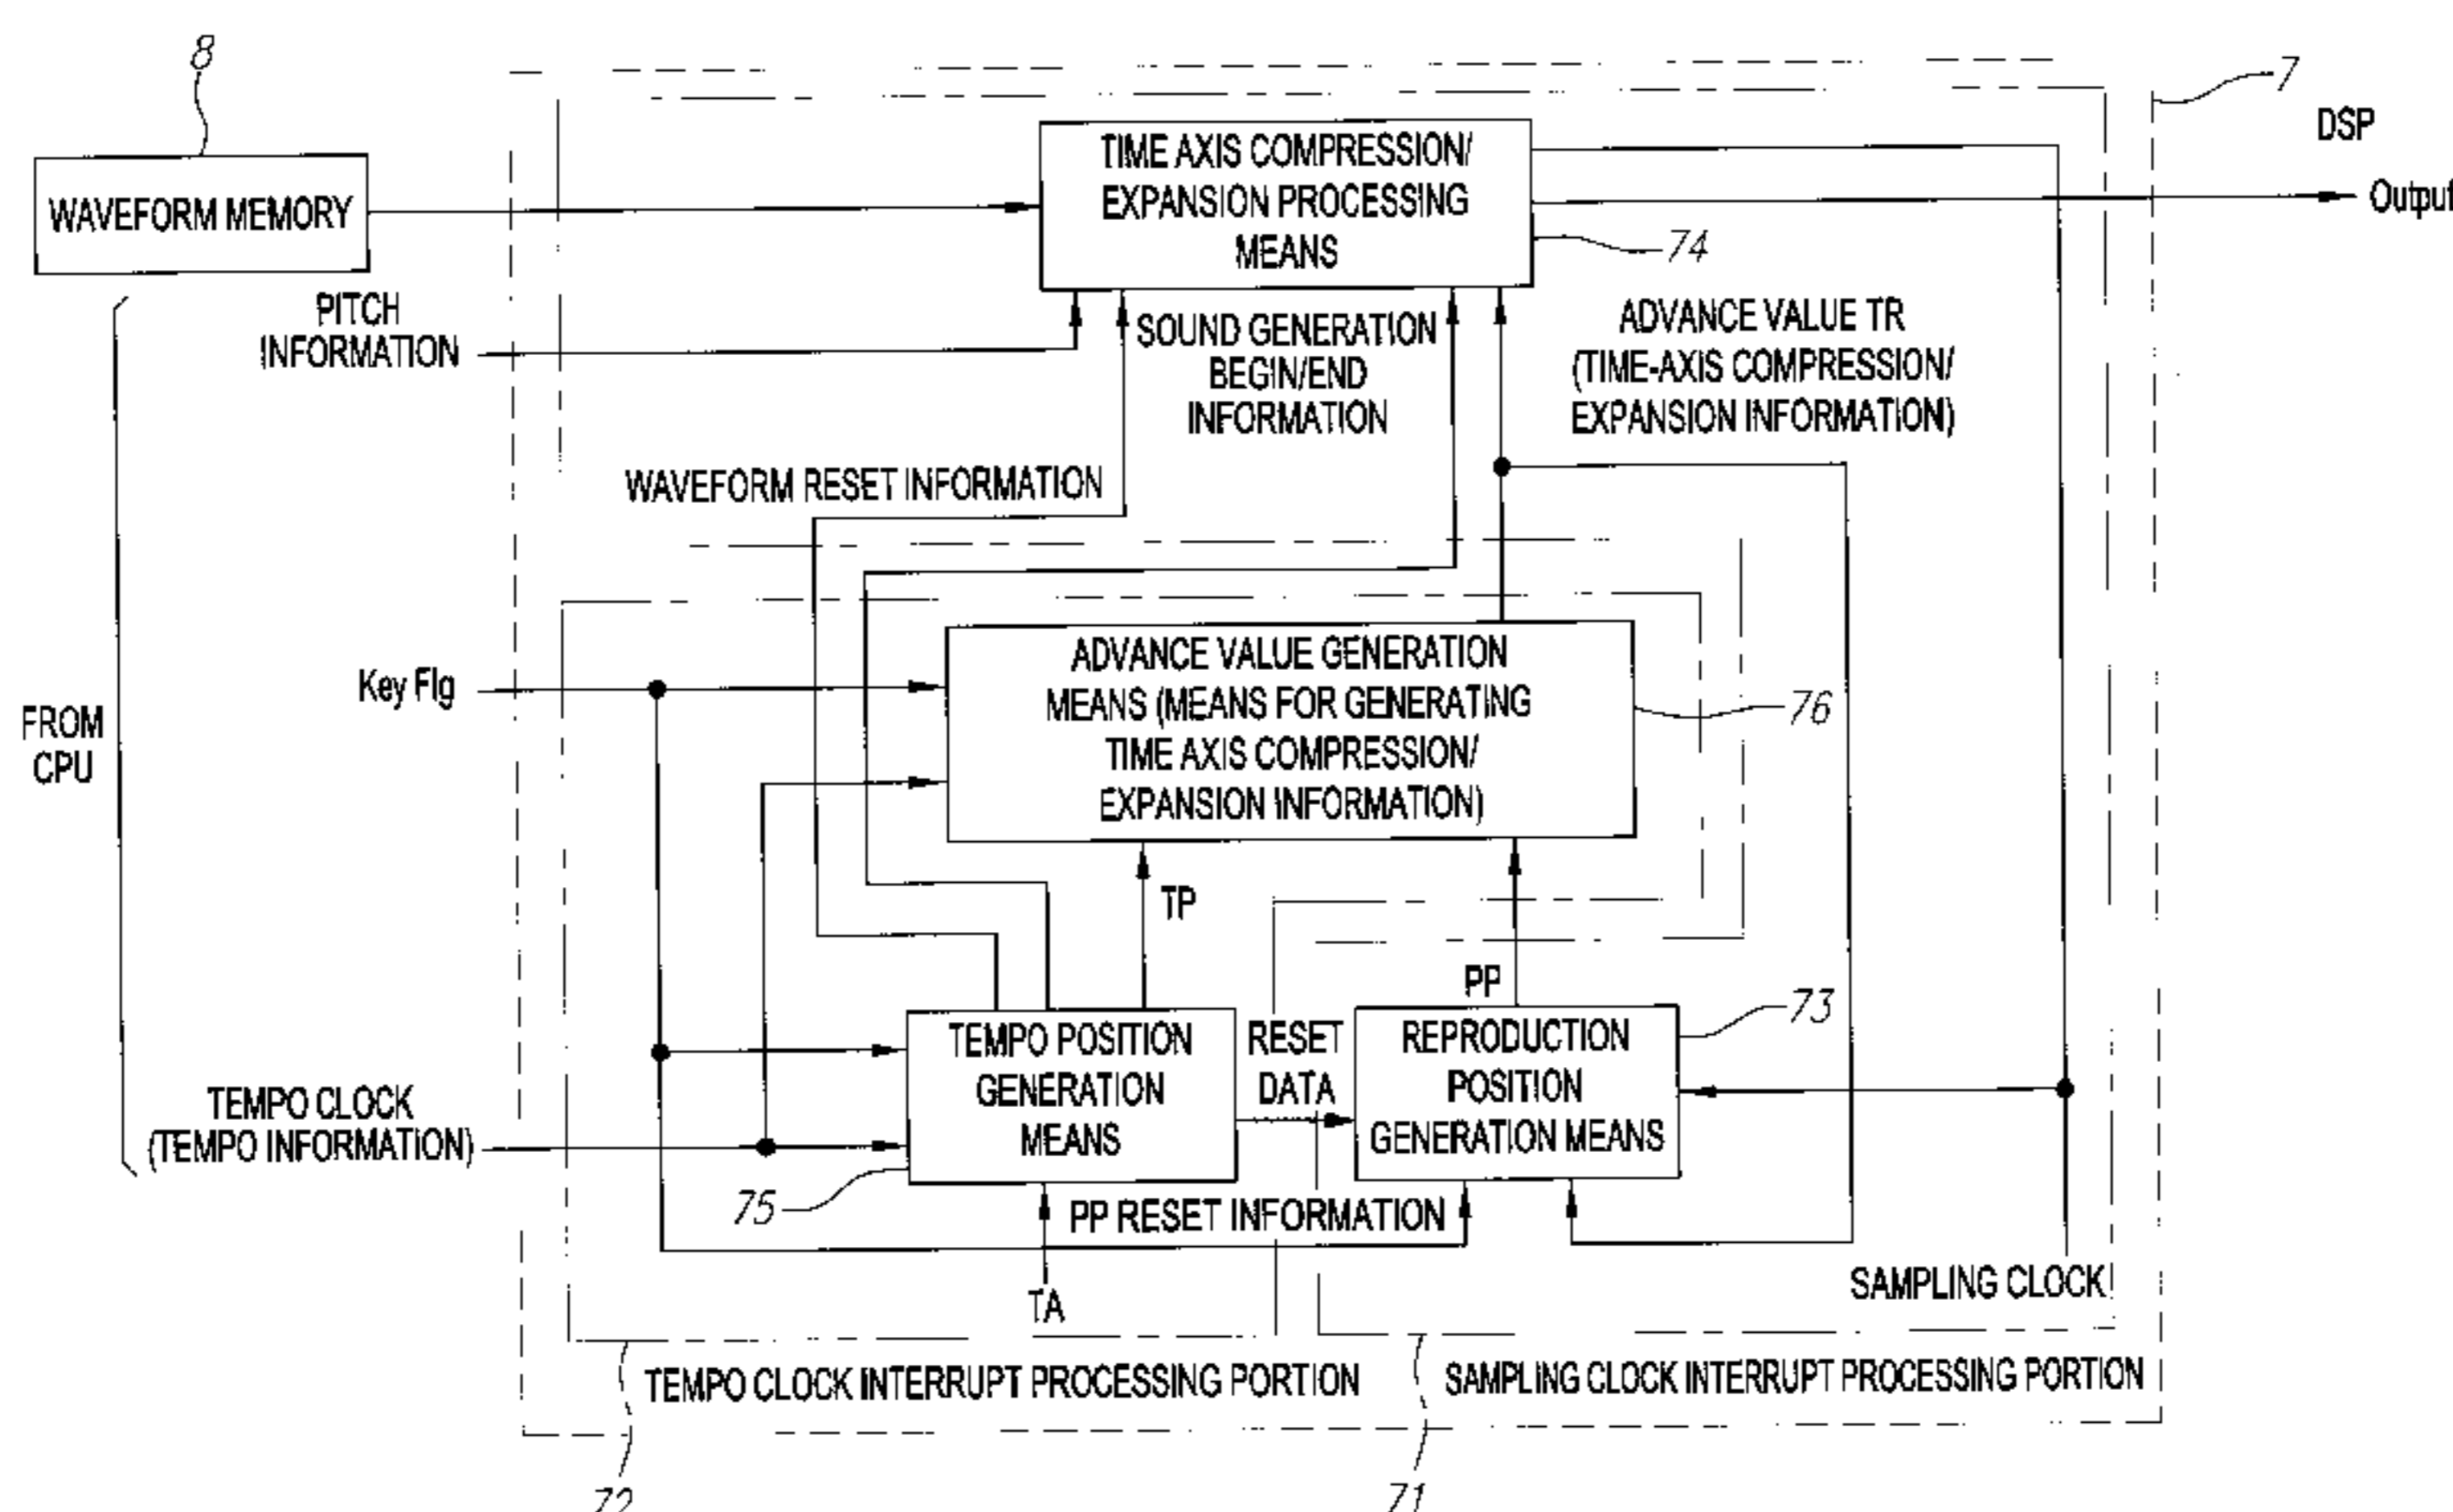 8
7
DSP
TIME AXIS COMPRESSION/
EXPANSION PROCESSING
MEANS
WAVEFORM MEMORY
Output
74
PITCH
INFORMATION
SOUND GENERATION
BEGIN/END
INFORMATION
ADVANCE VALUE TR
(TIME-AXIS COMPRESSION/
EXPANSION INFORMATION)
WAVEFORM RESET INFORMATION
Key Flg
ADVANCE VALUE GENERATION
MEANS (MEANS FOR GENERATING
TIME AXIS COMPRESSION/
EXPANSION INFORMATION)
76
FROM
CPU
TP
PP
73
TEMPO POSITION
GENERATION
MEANS
RESET
DATA
REPRODUCTION
POSITION
GENERATION MEANS
TEMPO CLOCK
(TEMPO INFORMATION)
75
PP RESET INFORMATION
TA
SAMPLING CLOCK
TEMPO CLOCK INTERRUPT PROCESSING PORTION
SAMPLING CLOCK INTERRUPT PROCESSING PORTION
72
71